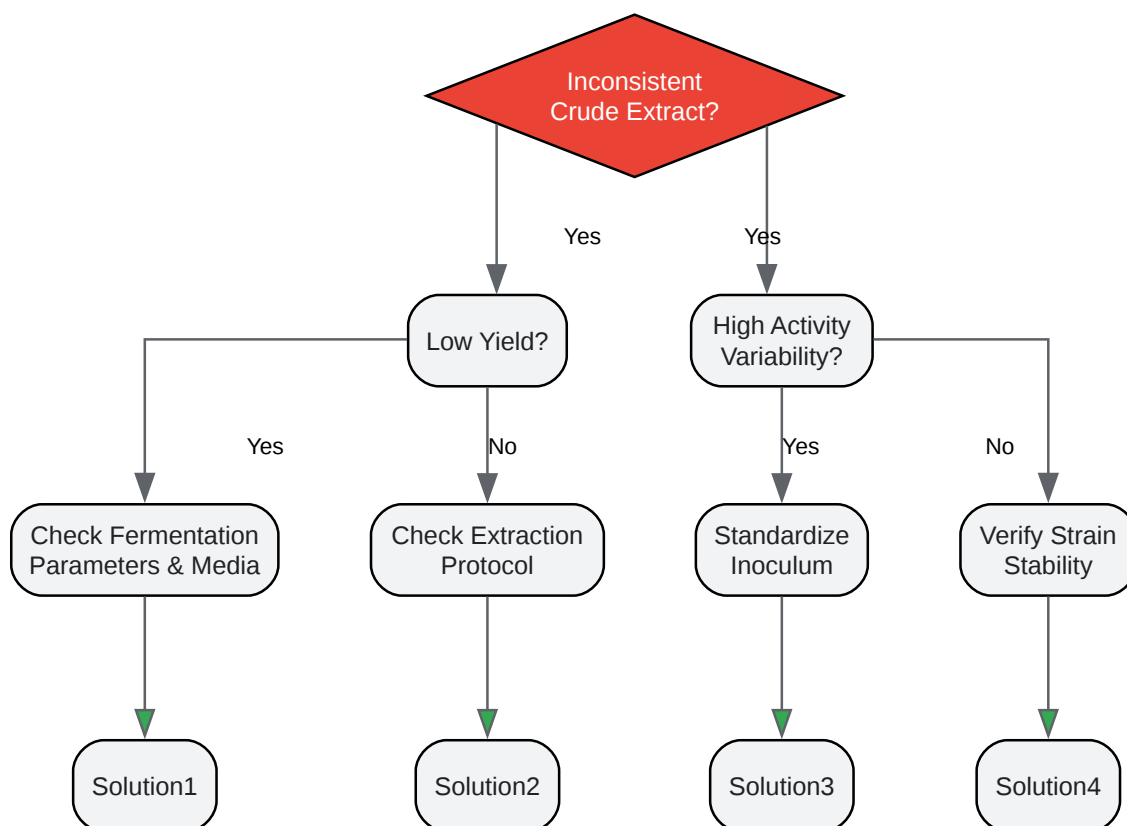 Inconsistent
Crude Extract?
Yes
Yes
Low Yield?
High Activity
Variability?
Yes
No
Yes
No
Check Fermentation
Parameters & Media
Check Extraction
Protocol
Standardize
Inoculum
Verify Strain
Stability
Solution1
Solution2
Solution3
Solution4